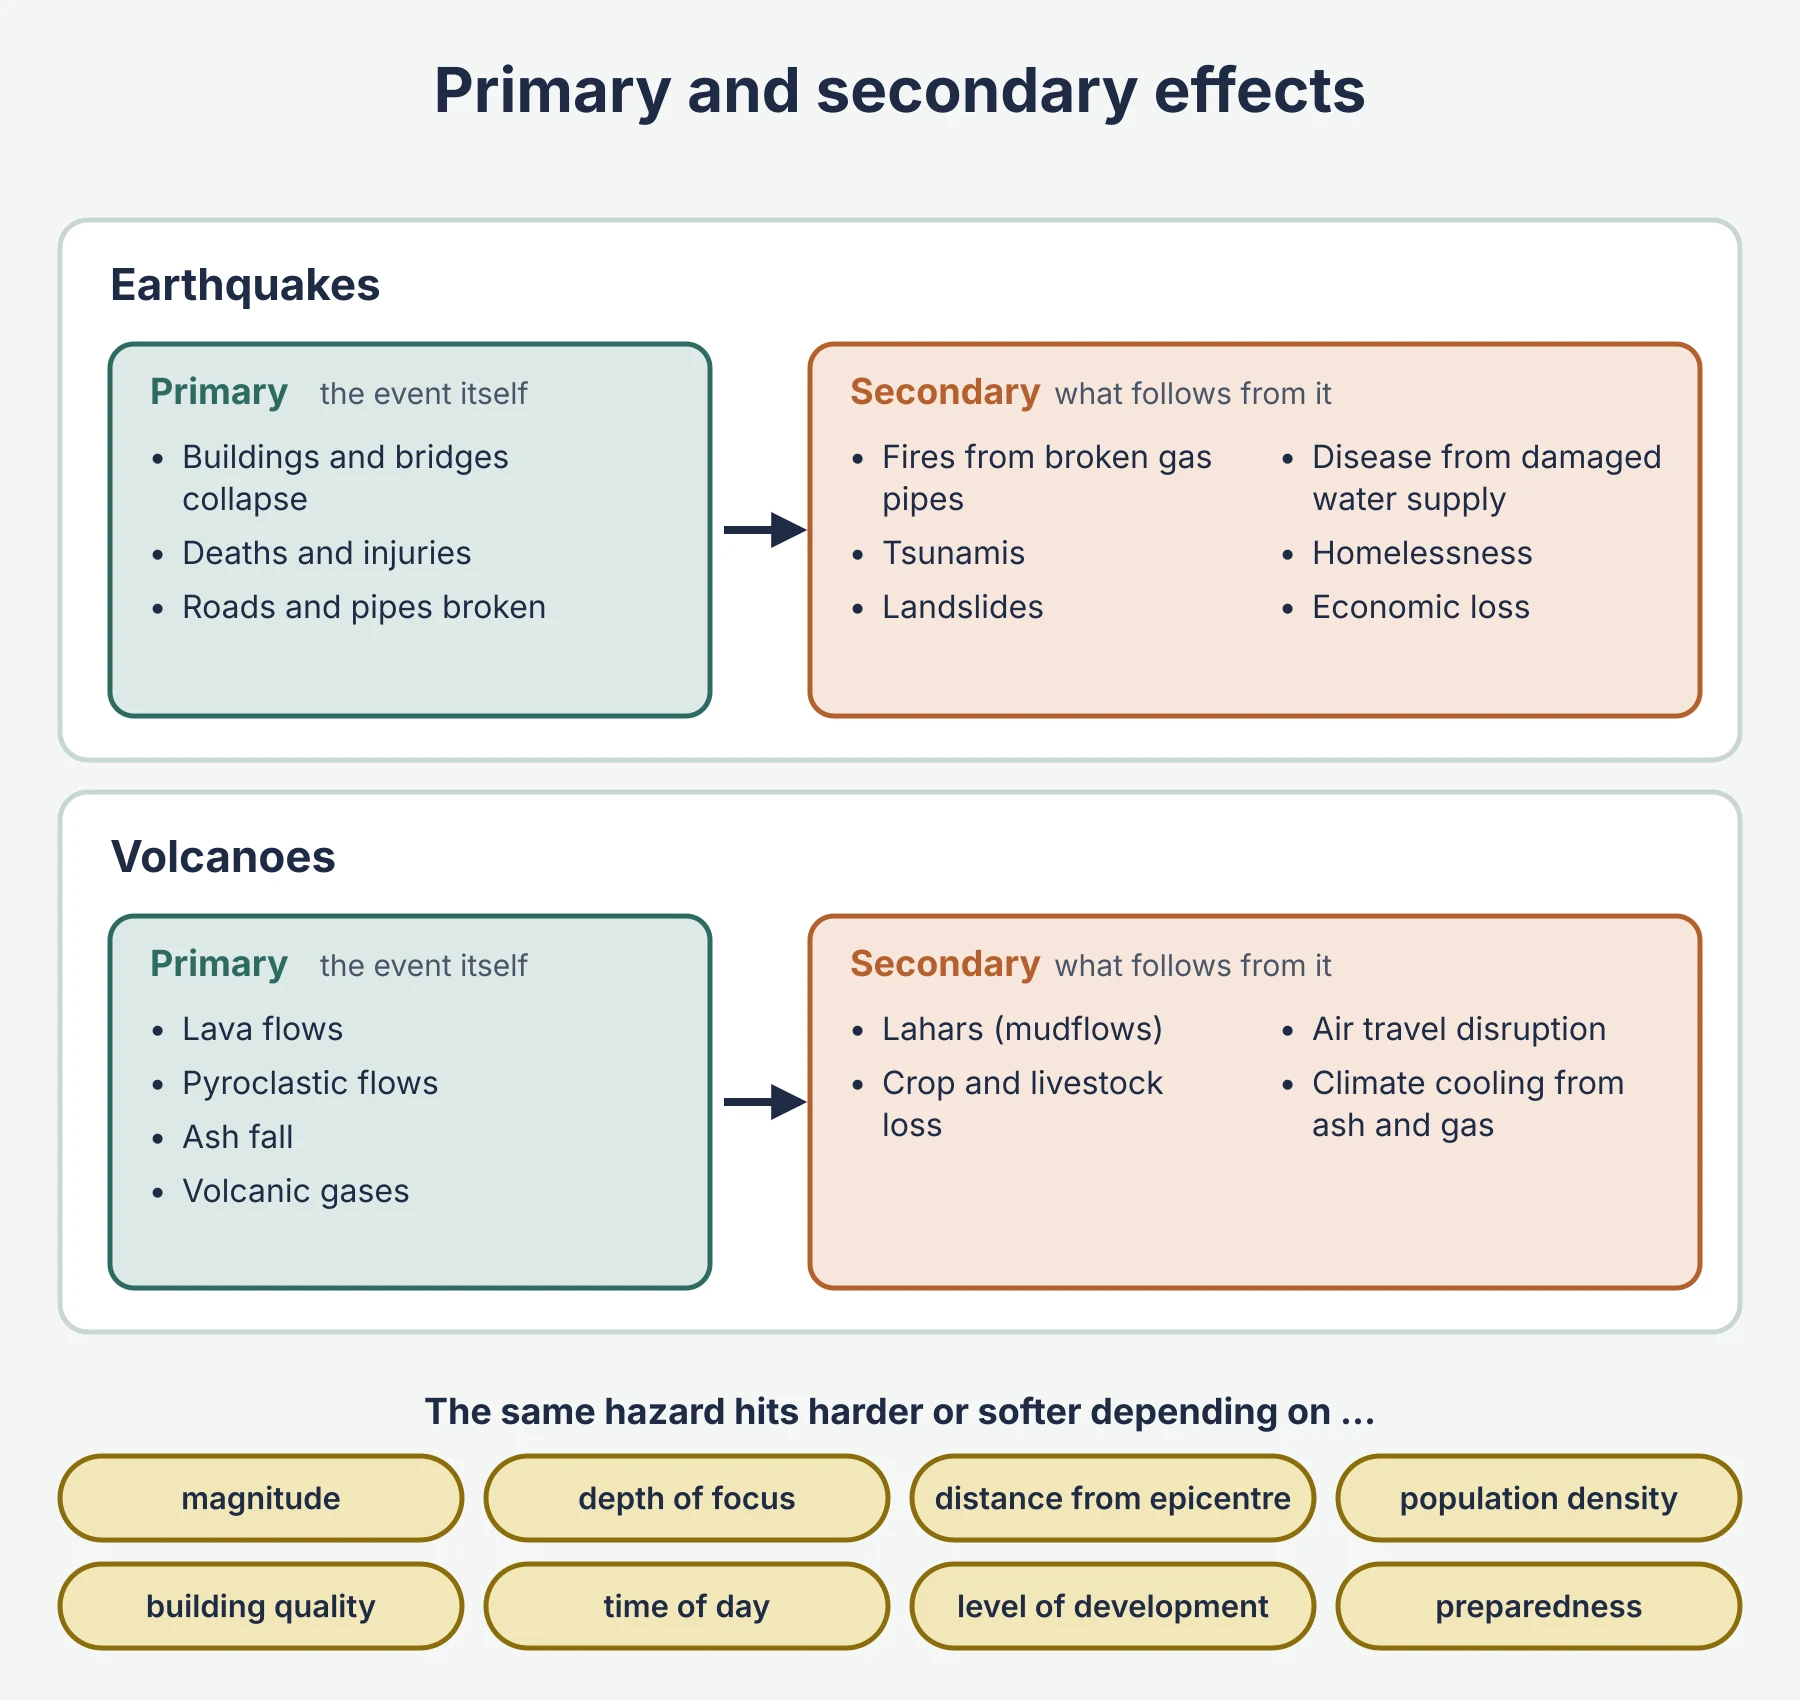 Primary and secondary effects
Earthquakes
Primary the event itself
• Buildings and bridges
collapse
• Deaths and injuries
• Roads and pipes broken
Secondary what follows from it
• Fires from broken gas
pipes
• Tsunamis
• Landslides
• Disease from damaged
water supply
• Homelessness
• Economic loss
Volcanoes
Primary the event itself
• Lava flows
• Pyroclastic flows
• Ash fall
• Volcanic gases
Secondary what follows from it
• Lahars (mudflows)
• Crop and livestock
loss
• Air travel disruption
• Climate cooling from
ash and gas
The same hazard hits harder or softer depending on ...
magnitude
depth of focus
distance from epicentre
population density
building quality
time of day
level of development
preparedness